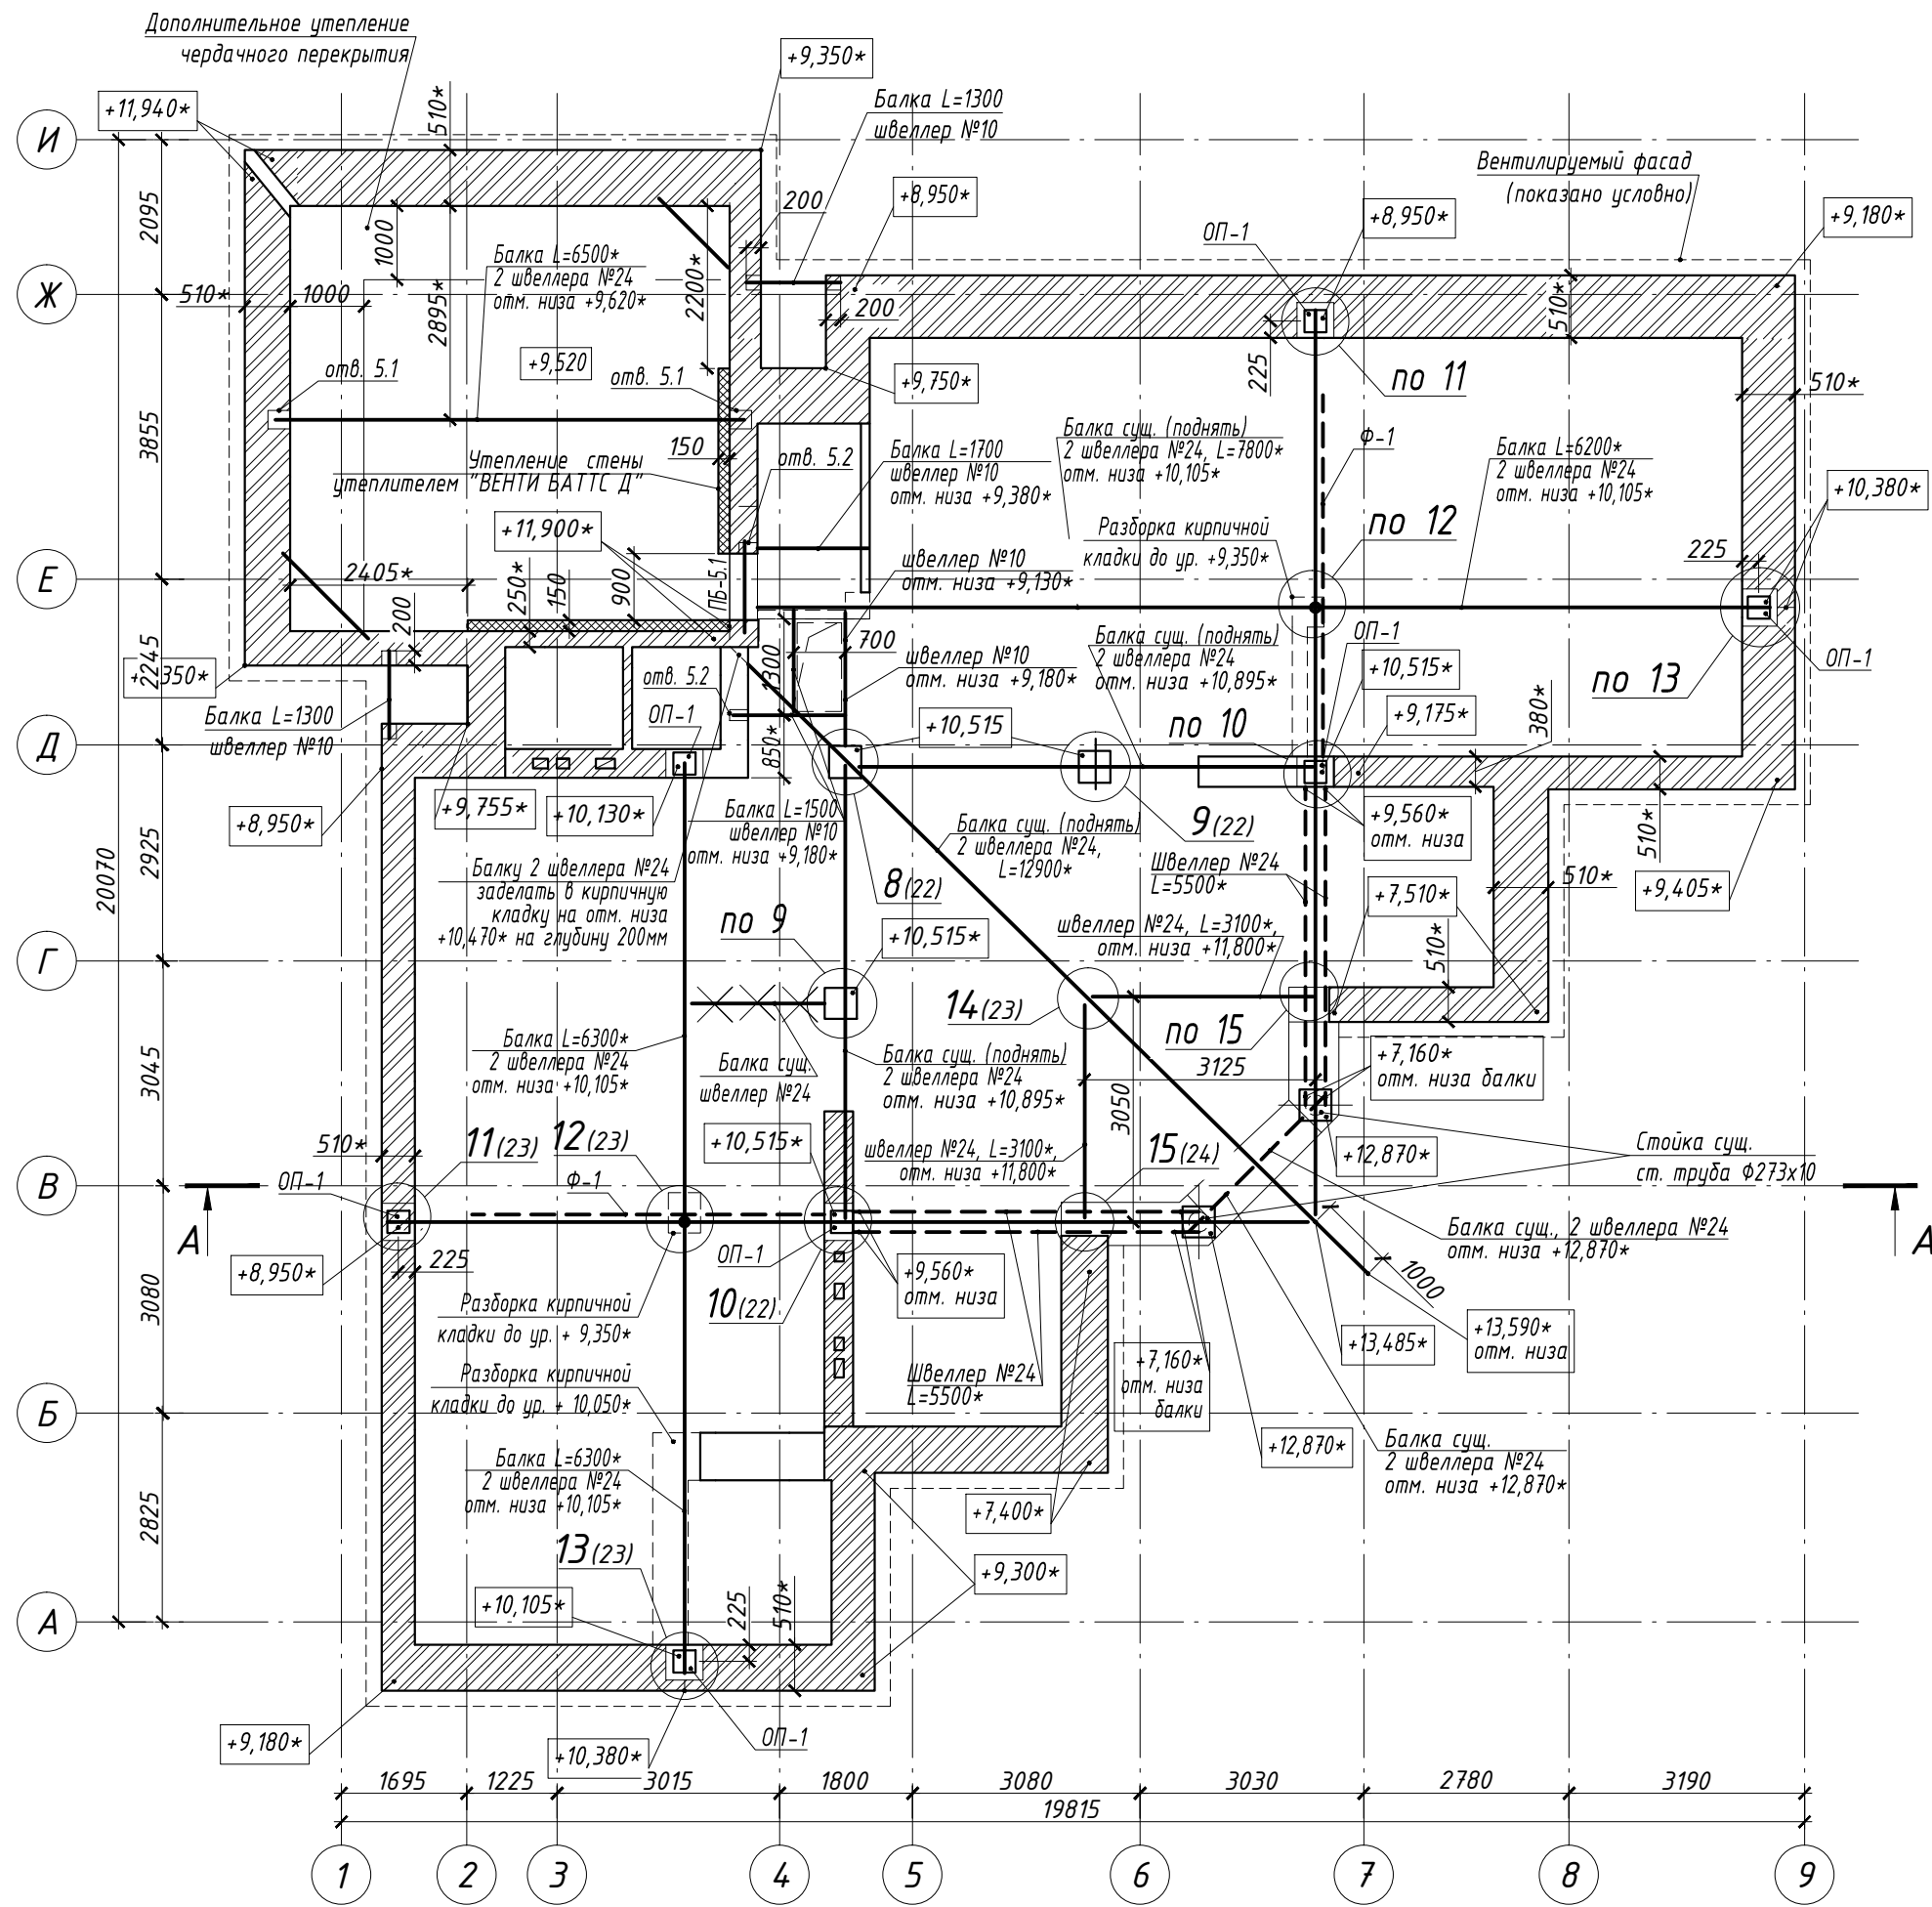 Дополнительное утепление
чердачного перекрытия
+9,350*
+11,940*
510*
Балка L=1300
швеллер №10
И
Вентилируемый фасад
(показано условно)
2095
200
+8,950*
ОП-1
+8,950*
+9,180*
1000
Балка L=6500*
2 швеллера №24
отм. низа +9,620*
2200*
Ж
510*
1000
2895*
200
510*
+9,520
225
отв. 5.1
отв. 5.1
+9,750*
по 11
510*
3855
Утепление стены
утеплителем "ВЕНТИ БАТТС Д"
150
отв. 5.2
Балка L=1700
швеллер №10
отм. низа +9,380*
Балка сущ. (поднять)
2 швеллера №24, L=7800*
отм. низа +10,105*
Ф-1
Балка L=6200*
2 швеллера №24
отм. низа +10,105*
+10,380*
+11,900*
Разборка кирпичной
кладки до ур. +9,350*
по 12
225
Е
2405*
200
250*
150
900
ПБ-5.1
швеллер №10
отм. низа +9,130*
2245
700
1300
швеллер №10
отм. низа +9,180*
Балка сущ. (поднять)
2 швеллера №24
отм. низа +10,895*
ОП-1
+10,515*
по 13
ОП-1
отв. 5.2
ОП-1
Балка L=1300
швеллер №10
+10,515
по 10
+9,175*
380*
Д
850*
+8,950*
+9,755*
+10,130*
Балка L=1500
швеллер №10
отм. низа +9,180*
Балка сущ. (поднять)
2 швеллера №24,
L=12900*
9(22)
+9,560*
отм. низа
510*
2925
20070
Балку 2 швеллера №24
заделать в кирпичную
кладку на отм. низа
+10,470* на глубину 200мм
8(22)
Швеллер №24
L=5500*
+7,510*
510*
+9,405*
по 9
+10,515*
швеллер №24, L=3100*,
отм. низа +11,800*
510*
Г
14(23)
по 15
3045
Балка L=6300*
2 швеллера №24
отм. низа +10,105*
Балка сущ.
швеллер №24
Балка сущ. (поднять)
2 швеллера №24
отм. низа +10,895*
3125
3050
+7,160*
отм. низа балки
510*
11(23)
12(23)
+10,515*
швеллер №24, L=3100*,
отм. низа +11,800*
15(24)
+12,870*
Стойка сущ.
ст. труба Ф273х10
В
ОП-1
Ф-1
А
А
Балка сущ., 2 швеллера №24
отм. низа +12,870*
+8,950*
225
ОП-1
+9,560*
отм. низа
1000
3080
Разборка кирпичной
кладки до ур. + 9,350*
10(22)
+13,485*
+13,590*
отм. низа
Разборка кирпичной
кладки до ур. + 10,050*
Швеллер №24
L=5500*
+7,160*
отм. низа
балки
Б
Балка L=6300*
2 швеллера №24
отм. низа +10,105*
+12,870*
Балка сущ.
2 швеллера №24
отм. низа +12,870*
2825
+7,400*
13(23)
+9,300*
+10,105*
225
510*
А
+9,180*
ОП-1
+10,380*
1695
1225
3015
1800
3080
3030
2780
3190
19815
1
2
3
4
5
6
7
8
9